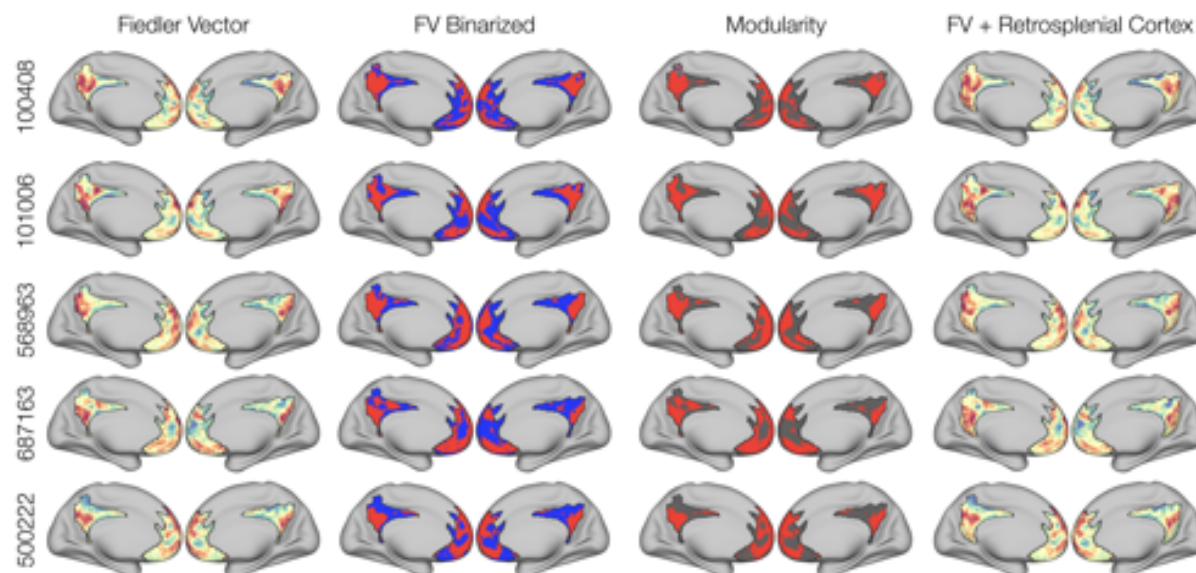 Fiedler Vector
FV Binarized
Modularity
FV + Retrosplenial Cortex
100408
101006
568963
687163
500222